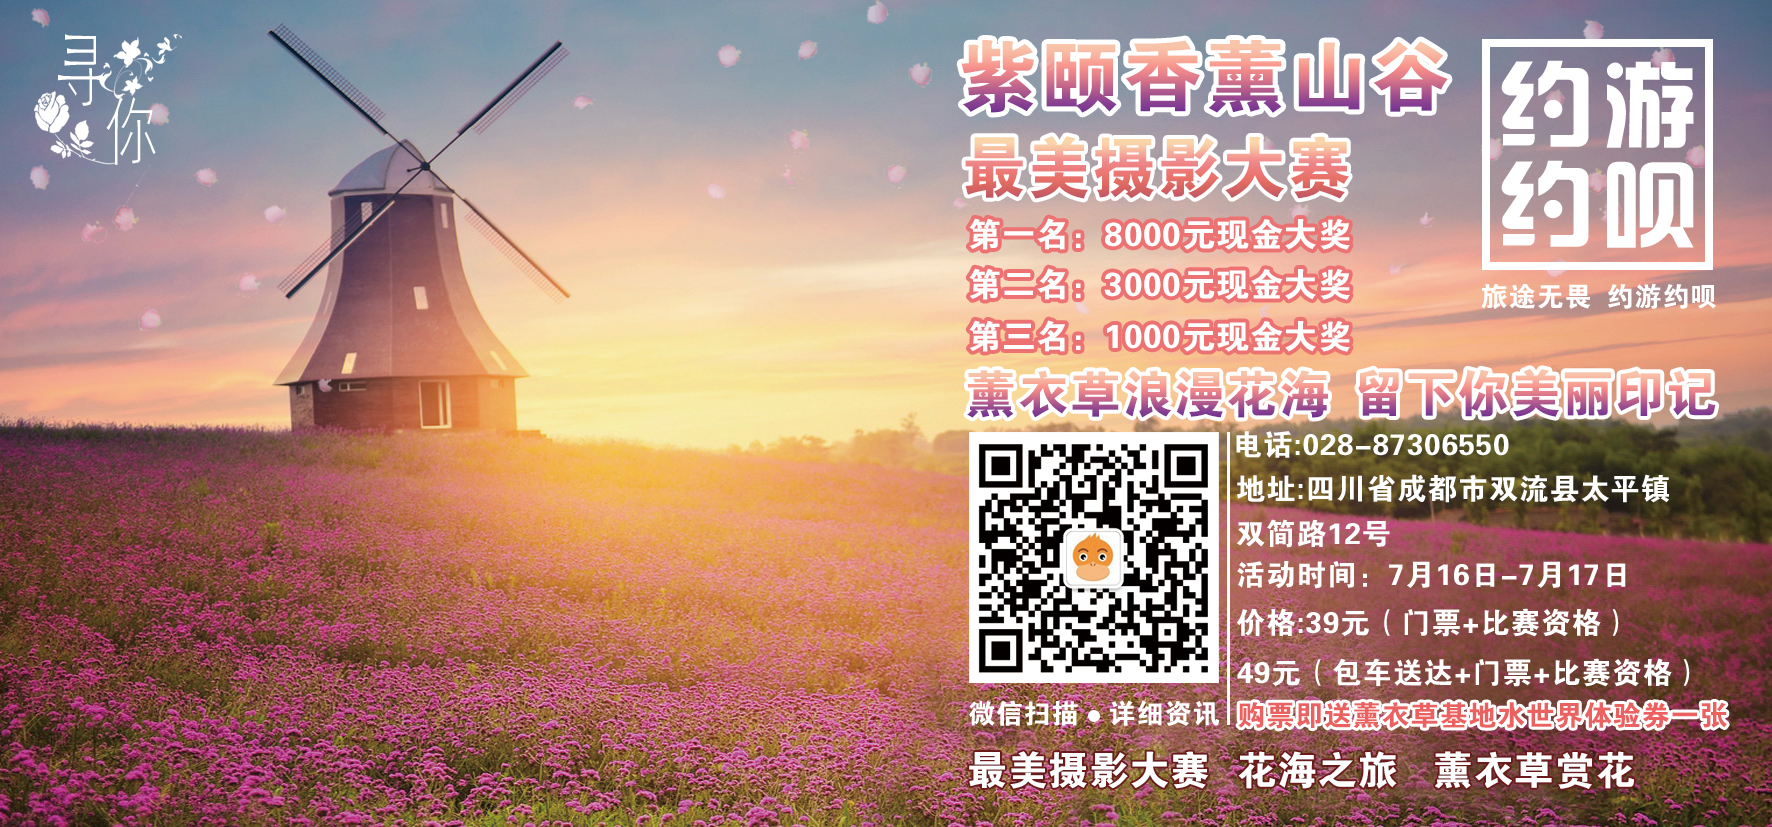 寻你
紫颐香薰山谷
最美摄影大赛
第一名：8000元现金大奖
第二名：3000元现金大奖
第三名：1000元现金大奖
约游
约呗
旅途无畏 约游约呗
薰衣草浪漫花海 留下你美丽印记
电话:028-87306550
地址:四川省成都市双流县太平镇
双简路12号
活动时间：7月16日-7月17日
价格:39元（门票+比赛资格）
49元（包车送达+门票+比赛资格）
微信扫描●详细资讯
购票即送薰衣草基地水世界体验券一张
最美摄影大赛 花海之旅 薰衣草赏花